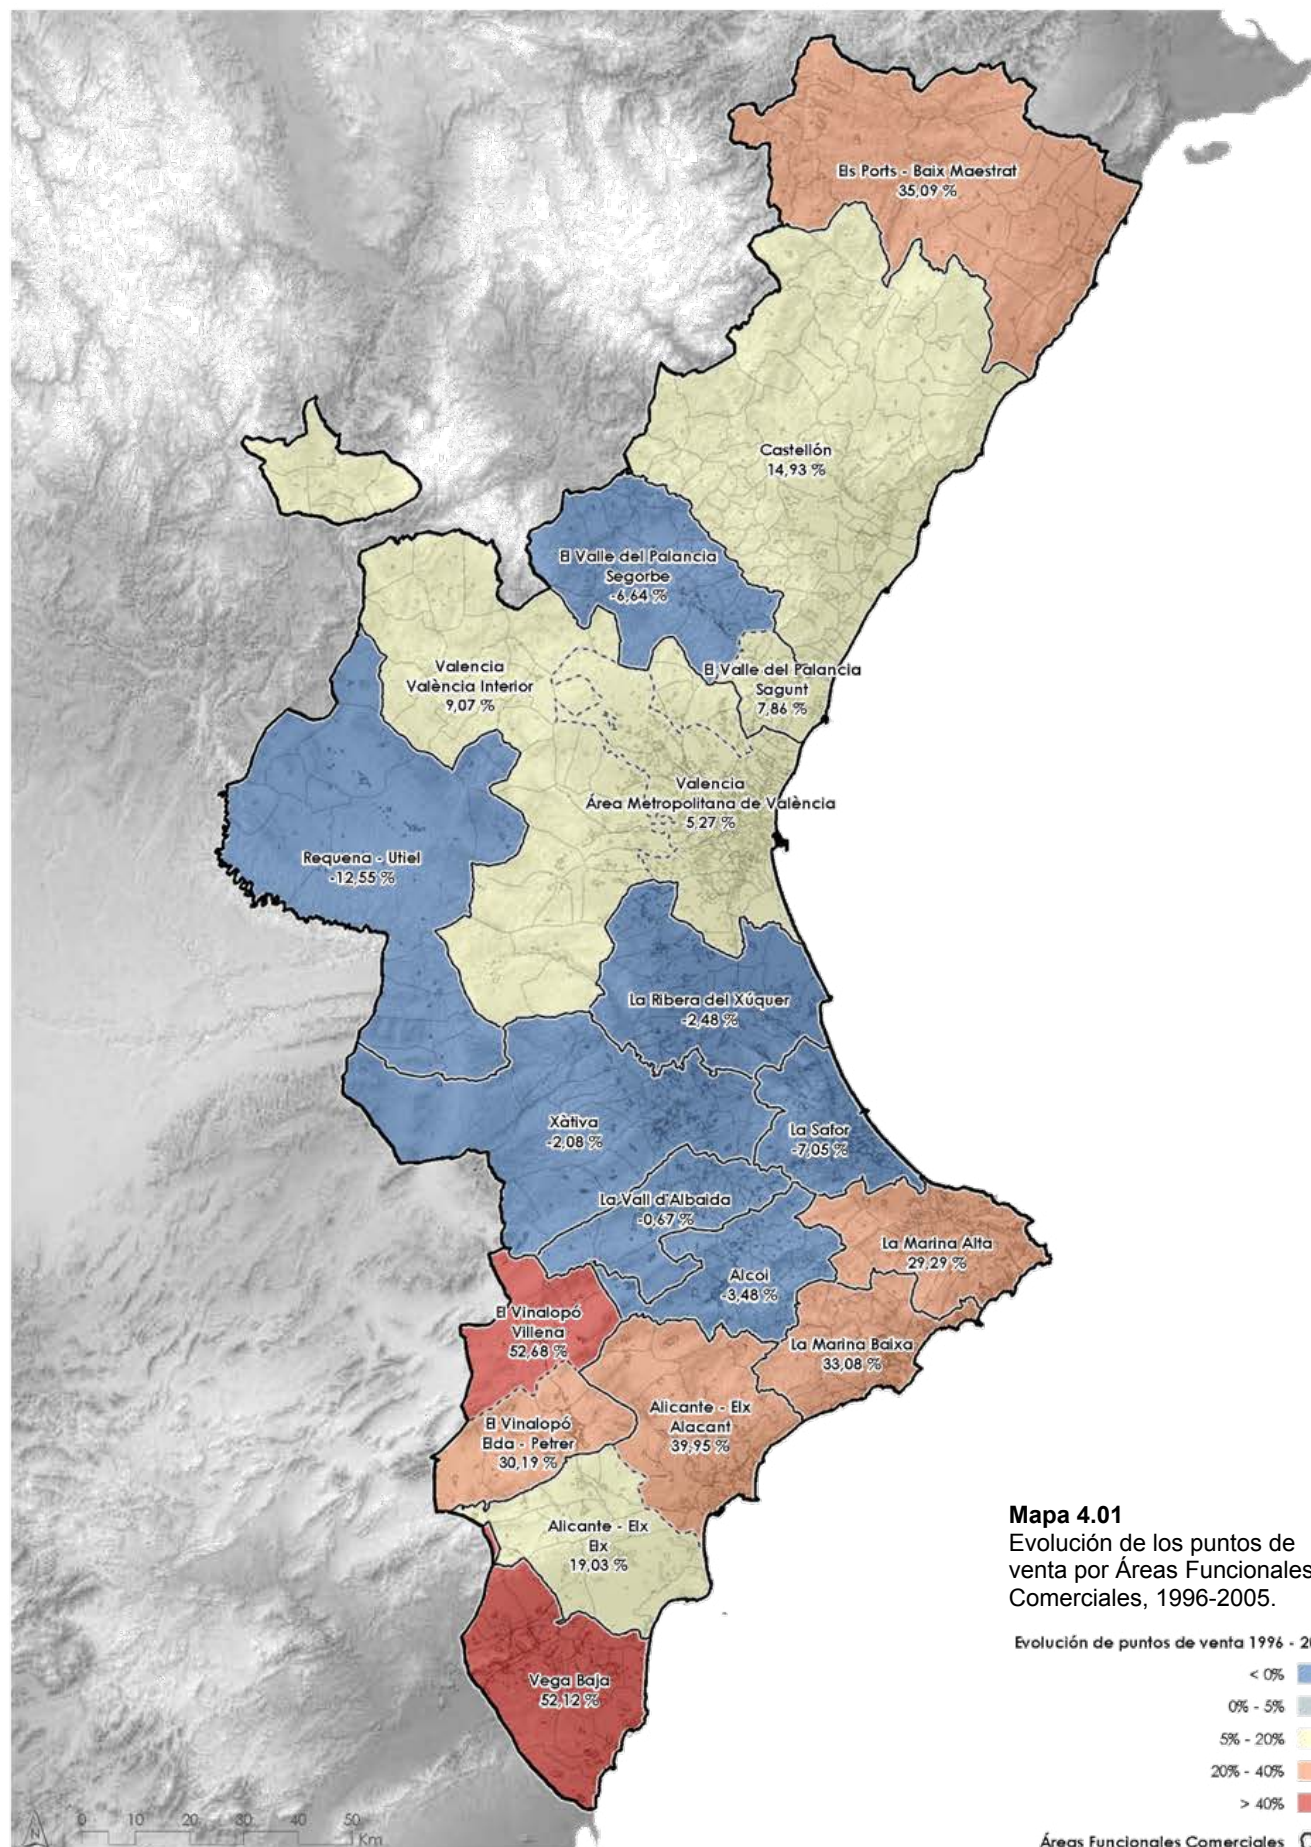 Els Ports - Baix Maestrat
35,09 %
Castellón
14,93 %
El Valle del Palancia
Segorbe
-6,64 %
El Valle del Palancia
Sagunt
7,86 %
Valencia
València Interior
9,07 %
Valencia
Área Metropolitana de València
5,27 %
Requena - Utiel
-12,55 %
La Ribera del Xúquer
-2,48 %
Xàtiva
-2,08 %
La Safor
-7,05 %
La Vall d'Albaida
-0,67 %
La Marina Alta
29,29 %
Alcoi
-3,48 %
El Vinalopó
Villena
52,68 %
La Marina Baixa
33,08 %
Alicante - Elx
Alacant
39,95 %
El Vinalopó
Elda - Petrer
30,19 %
Alicante - Elx
Elx
19,03 %
Vega Baja
52,12 %
Mapa 4.01
Evolución de los puntos de
venta por Áreas Funcionales
Comerciales, 1996-2005.
Evolución de puntos de venta 1996 - 20
< 0%
0% - 5%
5% - 20%
20% - 40%
> 40%
Áreas Funcionales Comerciales
0 10 20 30 40 50
Km